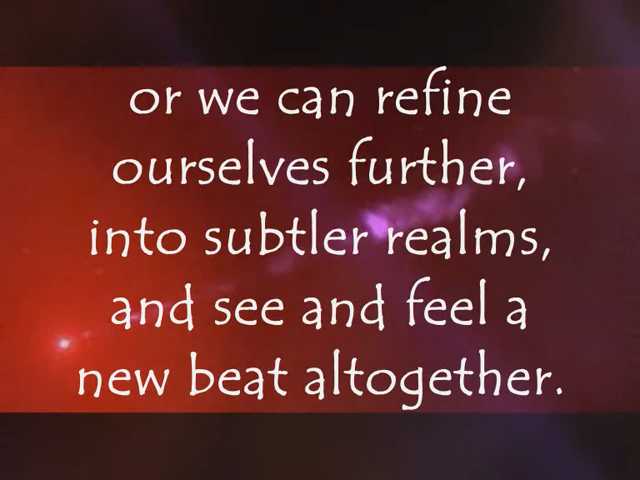 or we can refine
ourselves further,
into subtler realms,
and see and feel a
new beat altogether.